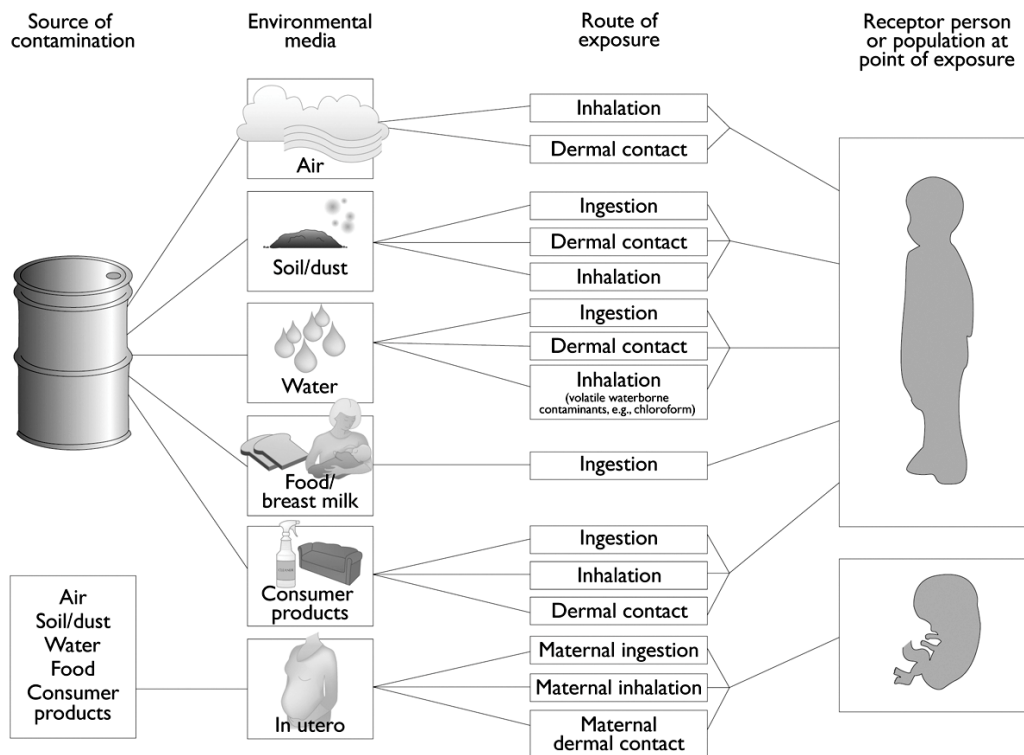 Source of
contamination
Environmental
media
Route of
exposure
Receptor person
or population at
point of exposure
Air
Inhalation
Dermal contact
Soil/dust
Ingestion
Dermal contact
Inhalation
Water
Ingestion
Dermal contact
Inhalation
(volatile waterborne
contaminants, e.g., chloroform)
Food/
breast milk
Ingestion
Consumer
products
Ingestion
Inhalation
Dermal contact
Air
Soil/dust
Water
Food
Consumer
products
In utero
Maternal ingestion
Maternal inhalation
Maternal
dermal contact